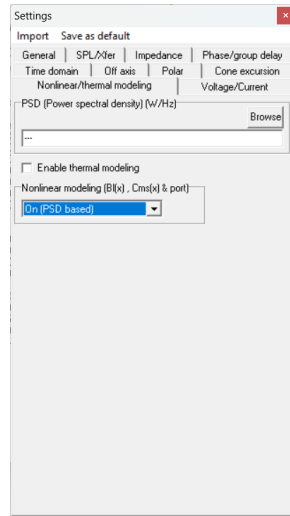 Settings
Import Save as default
General SPL/Xfer Impedance Phase/group delay
Time domain Off axis Polar Cone excursion
Nonlinear/thermal modeling Voltage/Current
PSD (Power spectral density) (W/Hz)
Browse
---
Enable thermal modeling
Nonlinear modeling (Bl(x) , Cms(x) & port)
On (PSD based)